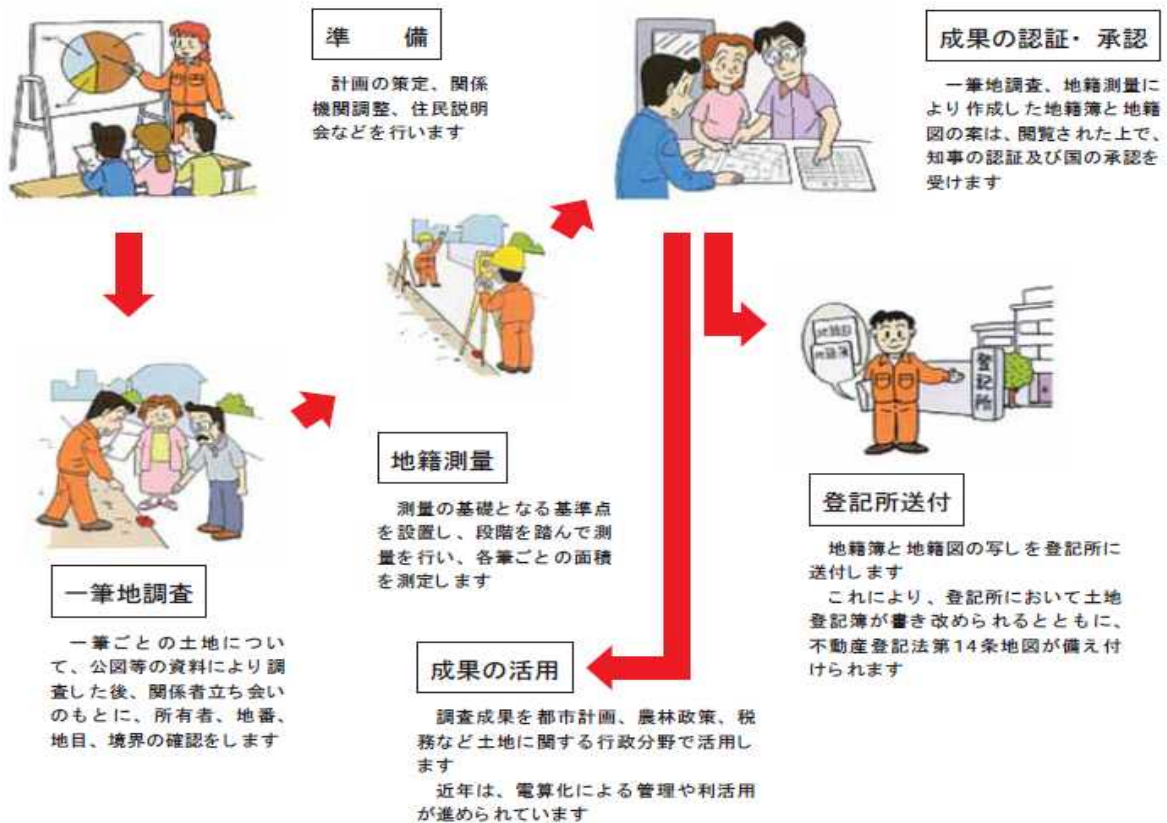 準　備
計画の策定、関係
機関調整、住民説明
会などを行います
一筆地調査
一筆ごとの土地につい
て、公図等の資料により調
査した後、関係者立ち会い
のもとに、所有者、地番、
地目、境界の確認をします
地籍測量
測量の基礎となる基準点
を設置し、段階を踏んで測
量を行い、各筆ごとの面積
を測定します
成果の認証・承認
一筆地調査、地籍測量に
より作成した地籍簿と地籍
図の案は、閲覧された上で、
知事の認証及び国の承認を
受けます
地籍図
地籍簿
登記所
登記所送付
地籍簿と地籍図の写しを登記所に
送付します
これにより、登記所において土地
登記簿が書き改められるとともに、
不動産登記法第14条地図が備え付
けられます
成果の活用
調査成果を都市計画、農林政策、税
務など土地に関する行政分野で活用し
ます
近年は、電算化による管理や利活用
が進められています